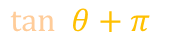 tan θ + π